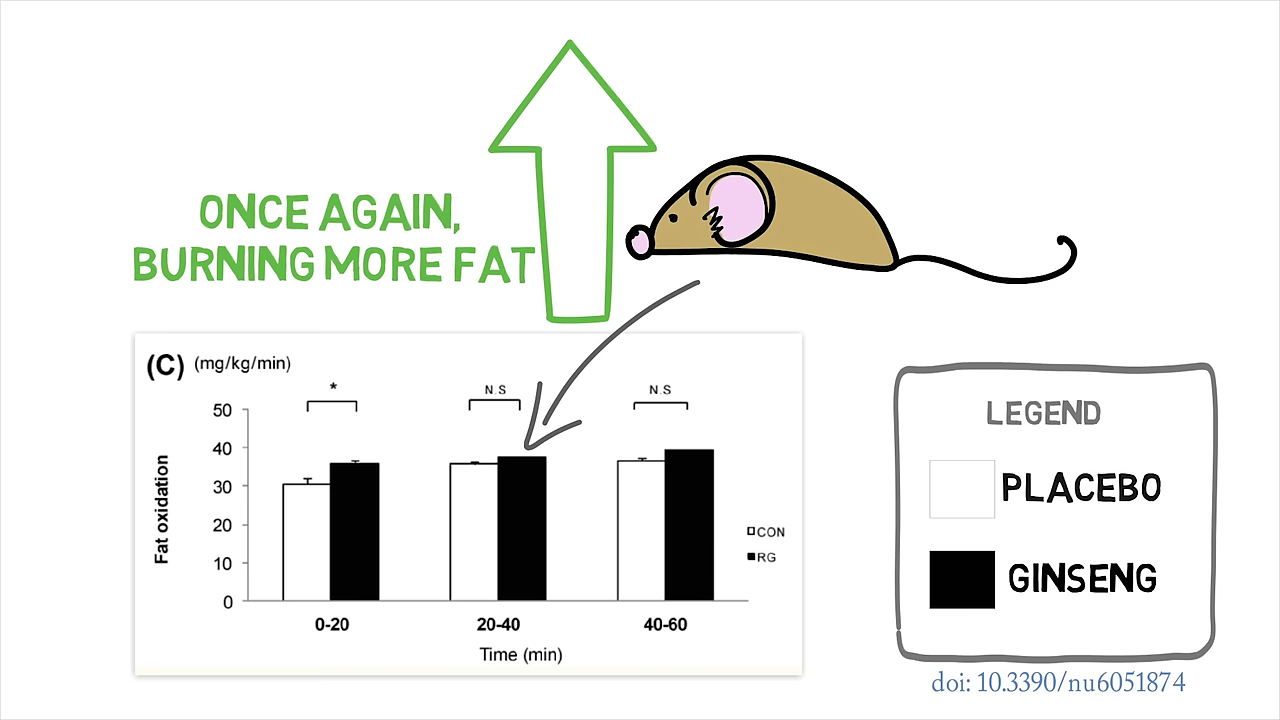 ONCE AGAIN,
BURNING MORE FAT
(C) (mg/kg/min)
* N.S N.S
50
40
30
20
10
0
Fat oxidation
0-20 20-40 40-60
Time (min)
CON
RG
LEGEND
PLACEBO
GINSENG
doi: 10.3390/nu6051874